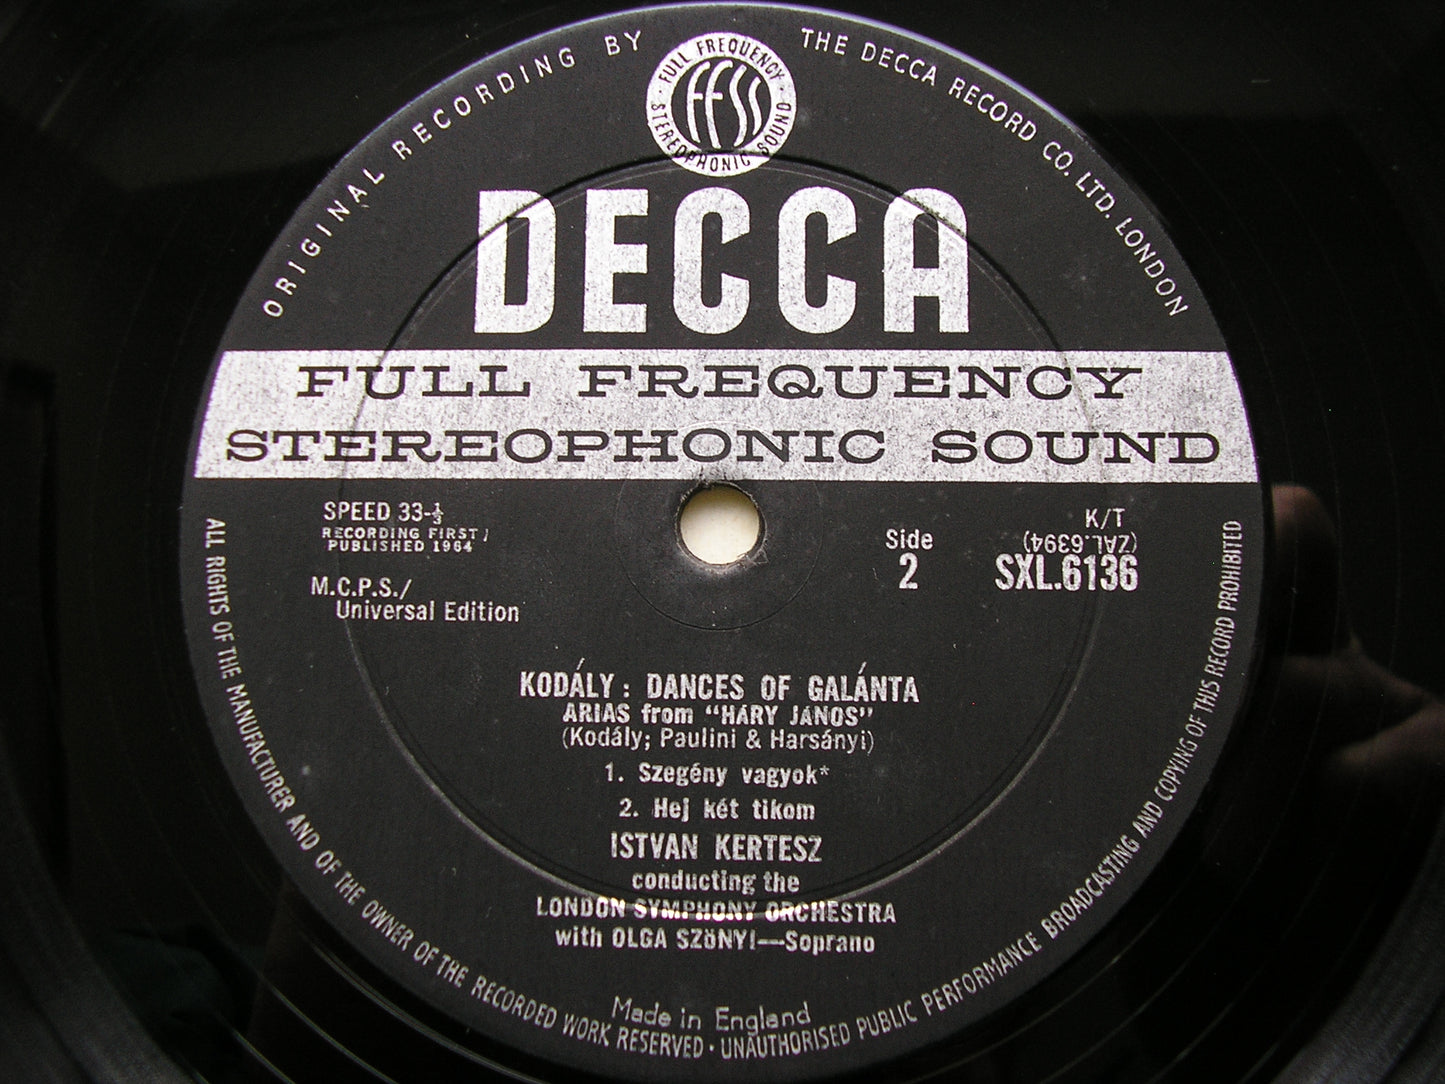 ORIGINAL RECORDING BY THE DECCA RECORD CO. LTD. LONDON
FULL FREQUENCY
FFSS
STEREOPHONIC SOUND
DECCA
FULL FREQUENCY
STEREOPHONIC SOUND
SPEED 33-⅓
RECORDING FIRST
PUBLISHED 1964
M.C.P.S./
Universal Edition
Side
2
K/T
(ZAL.6394)
SXL.6136
KODÁLY: DANCES OF GALÁNTA
ARIAS from "HÁRY JÁNOS"
(Kodály; Paulini & Harsányi)
1. Szegény vagyok*
2. Hej két tikom
ISTVAN KERTESZ
conducting the
LONDON SYMPHONY ORCHESTRA
with OLGA SZÖNYI—Soprano
Made in England
ALL RIGHTS OF THE MANUFACTURER AND OF THE OWNER OF THE RECORDED WORK RESERVED · UNAUTHORISED PUBLIC PERFORMANCE BROADCASTING AND COPYING OF THIS RECORD PROHIBITED